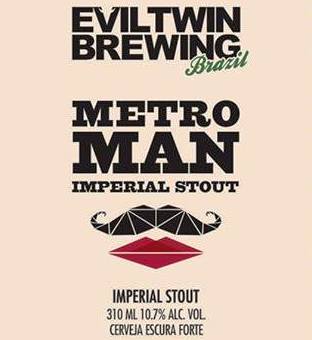 EVILTWIN
BREWING
Brazil
METRO
MAN
IMPERIAL STOUT
IMPERIAL STOUT
310 ML 10.7% ALC. VOL.
CERVEJA ESCURA FORTE